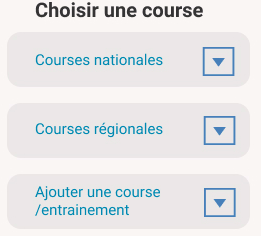 Choisir une course
Courses nationales
Courses régionales
Ajouter une course
/entrainement